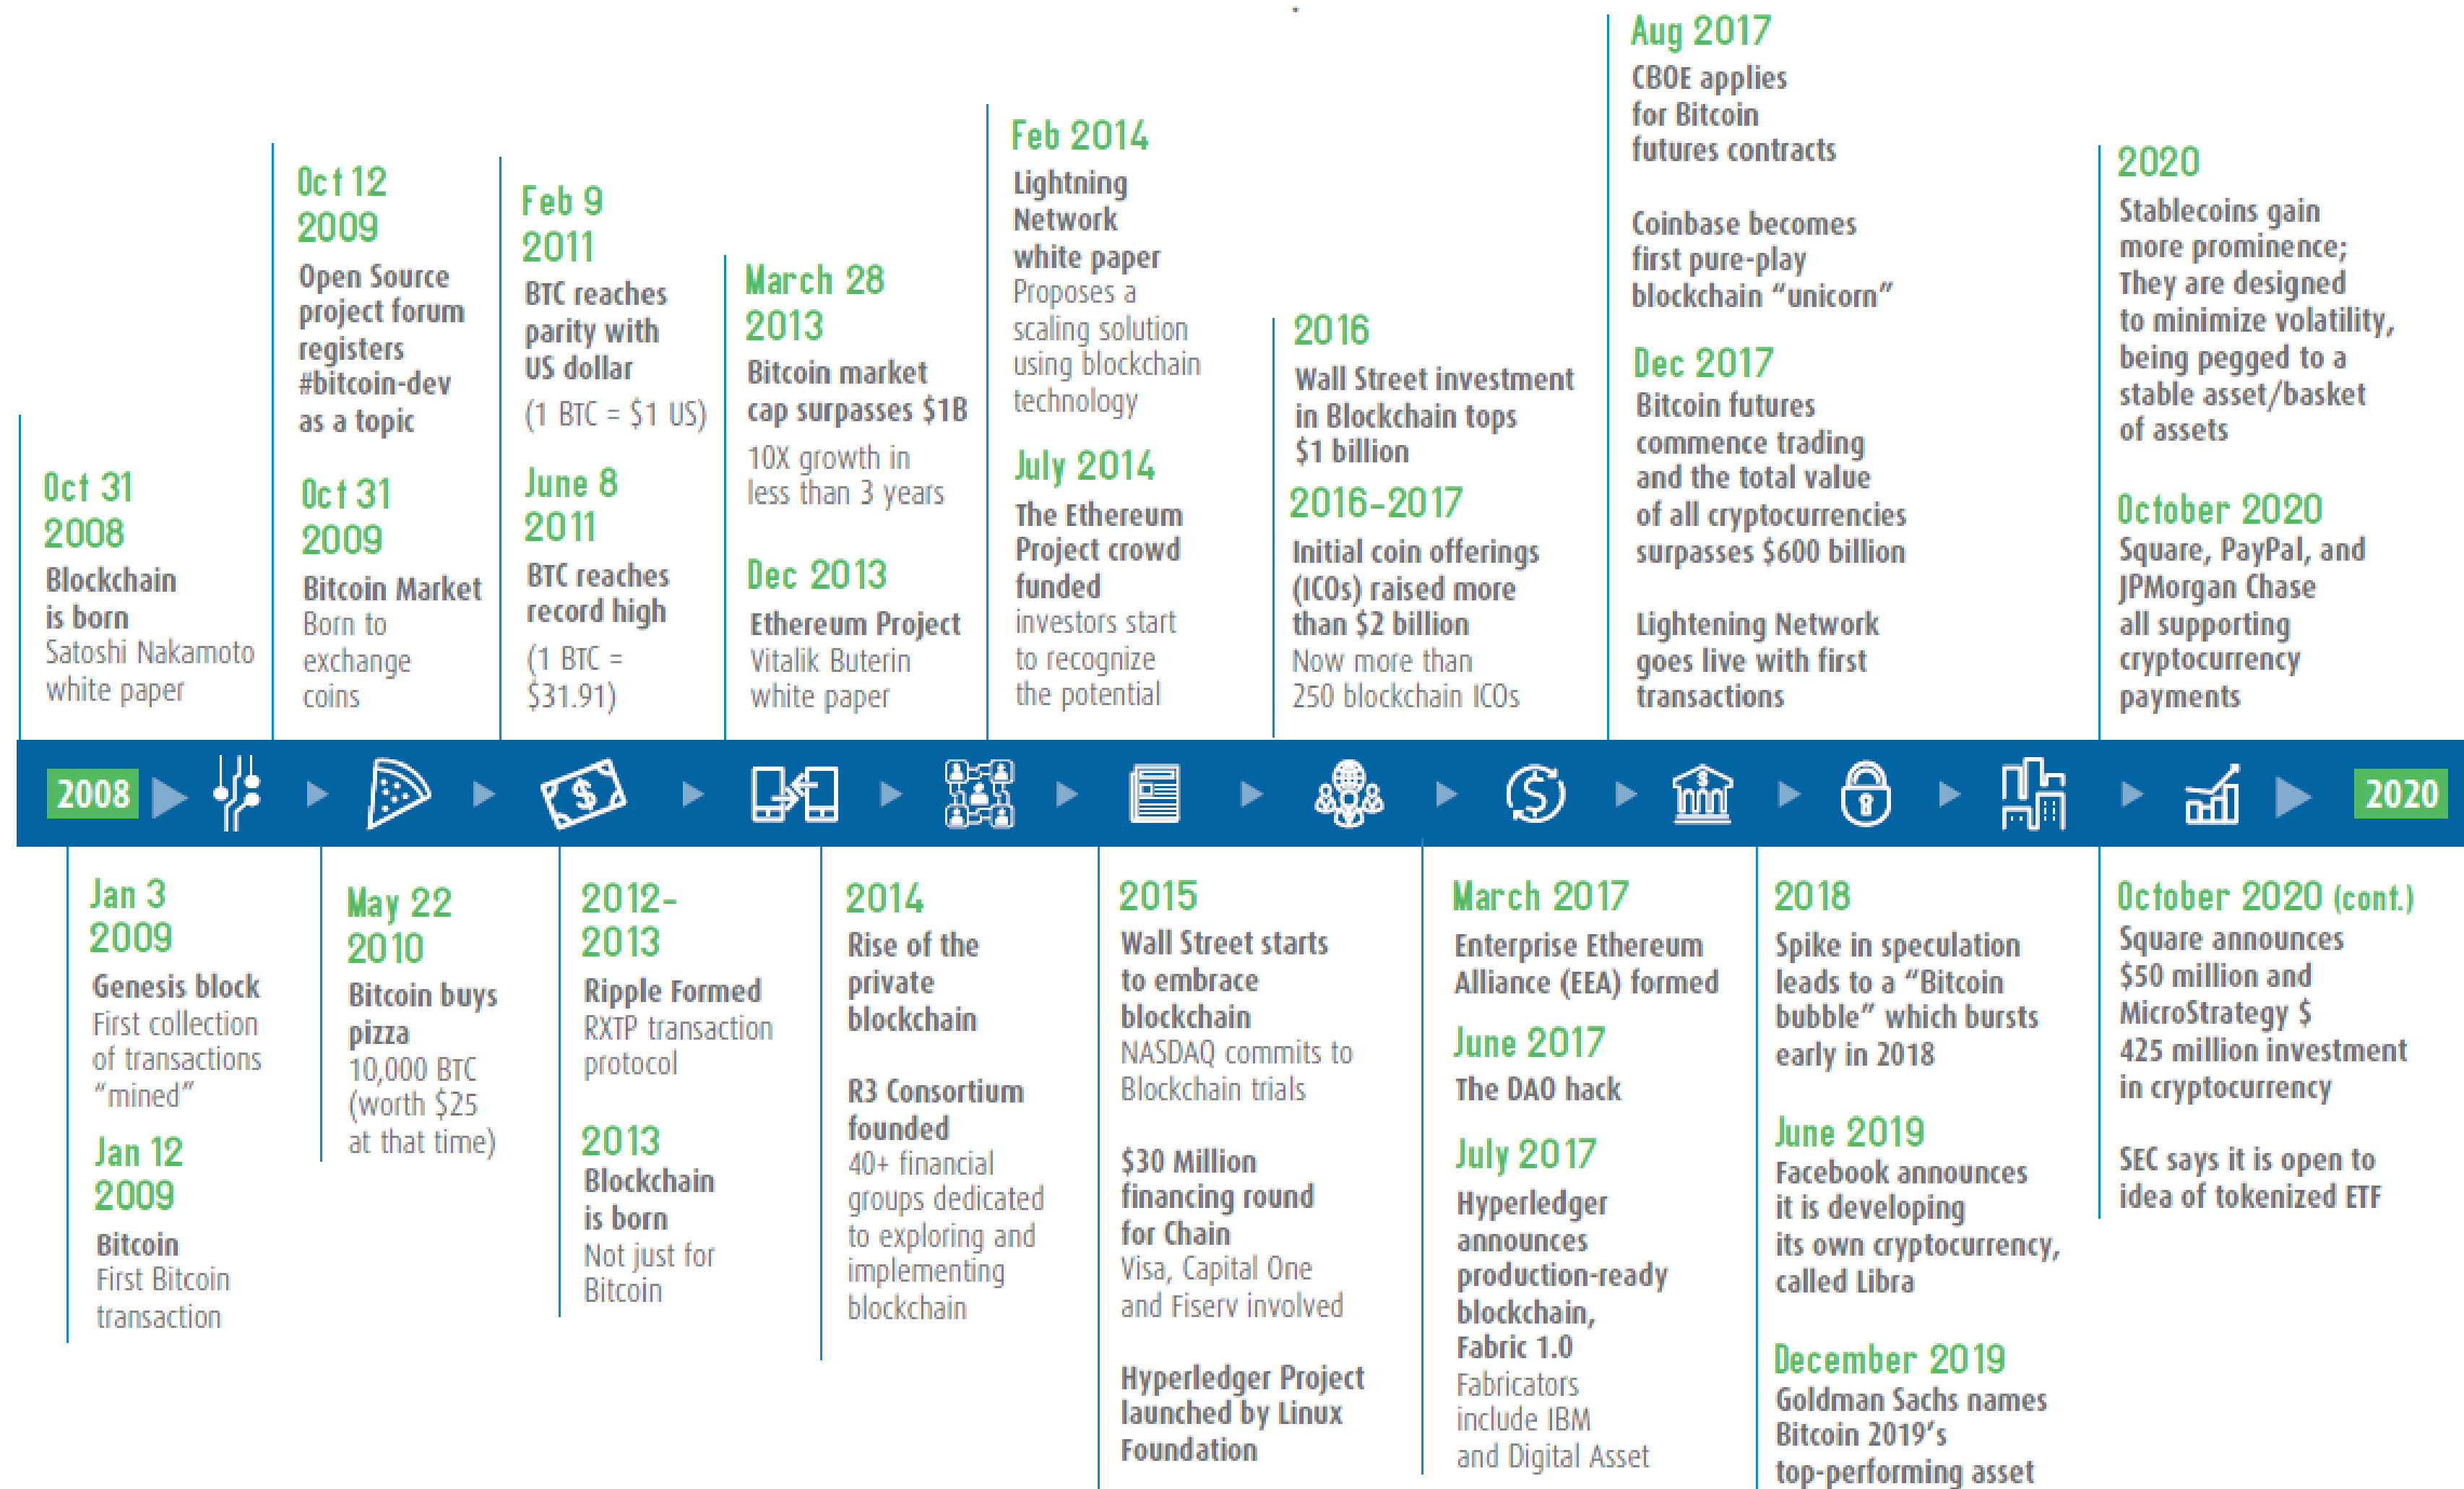 Oct 31
2008
Blockchain
is born
Satoshi Nakamoto
white paper
Oct 12
2009
Open Source
project forum
registers
#bitcoin-dev
as a topic
Oct 31
2009
Bitcoin Market
Born to
exchange
coins
Feb 9
2011
BTC reaches
parity with
US dollar
(1 BTC = $1 US)
June 8
2011
BTC reaches
record high
(1 BTC =
$31.91)
March 28
2013
Bitcoin market
cap surpasses $1B
10X growth in
less than 3 years
Dec 2013
Ethereum Project
Vitalik Buterin
white paper
Feb 2014
Lightning
Network
white paper
Proposes a
scaling solution
using blockchain
technology
July 2014
The Ethereum
Project crowd
funded
investors start
to recognize
the potential
2016
Wall Street investment
in Blockchain tops
$1 billion
2016-2017
Initial coin offerings
(ICOs) raised more
than $2 billion
Now more than
250 blockchain ICOs
Aug 2017
CBOE applies
for Bitcoin
futures contracts
Coinbase becomes
first pure-play
blockchain “unicorn”
Dec 2017
Bitcoin futures
commence trading
and the total value
of all cryptocurrencies
surpasses $600 billion
Lightening Network
goes live with first
transactions
2020
Stablecoins gain
more prominence;
They are designed
to minimize volatility,
being pegged to a
stable asset/basket
of assets
October 2020
Square, PayPal, and
JPMorgan Chase
all supporting
cryptocurrency
payments
2008
2020
Jan 3
2009
Genesis block
First collection
of transactions
“mined”
Jan 12
2009
Bitcoin
First Bitcoin
transaction
May 22
2010
Bitcoin buys
pizza
10,000 BTC
(worth $25
at that time)
2012-
2013
Ripple Formed
RXTP transaction
protocol
2013
Blockchain
is born
Not just for
Bitcoin
2014
Rise of the
private
blockchain
R3 Consortium
founded
40+ financial
groups dedicated
to exploring and
implementing
blockchain
2015
Wall Street starts
to embrace
blockchain
NASDAQ commits to
Blockchain trials
$30 Million
financing round
for Chain
Visa, Capital One
and Fiserv involved
Hyperledger Project
launched by Linux
Foundation
March 2017
Enterprise Ethereum
Alliance (EEA) formed
June 2017
The DAO hack
July 2017
Hyperledger
announces
production-ready
blockchain,
Fabric 1.0
Fabricators
include IBM
and Digital Asset
2018
Spike in speculation
leads to a “Bitcoin
bubble” which bursts
early in 2018
June 2019
Facebook announces
it is developing
its own cryptocurrency,
called Libra
December 2019
Goldman Sachs names
Bitcoin 2019’s
top-performing asset
October 2020 (cont.)
Square announces
$50 million and
MicroStrategy $
425 million investment
in cryptocurrency
SEC says it is open to
idea of tokenized ETF